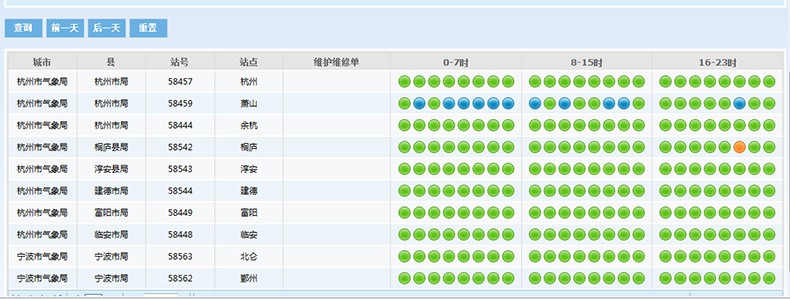 查询 前一天 后一天 重置
城市 县 站号 站点 维护维修单 0-7时 8-15时 16-23时
杭州市气象局 杭州市局 58457 杭州
杭州市气象局 杭州市局 58459 萧山
杭州市气象局 杭州市局 58444 余杭
杭州市气象局 桐庐县局 58542 桐庐
杭州市气象局 淳安县局 58543 淳安
杭州市气象局 建德市局 58544 建德
杭州市气象局 富阳市局 58449 富阳
杭州市气象局 临安市局 58448 临安
宁波市气象局 宁波市局 58563 北仑
宁波市气象局 宁波市局 58562 鄞州